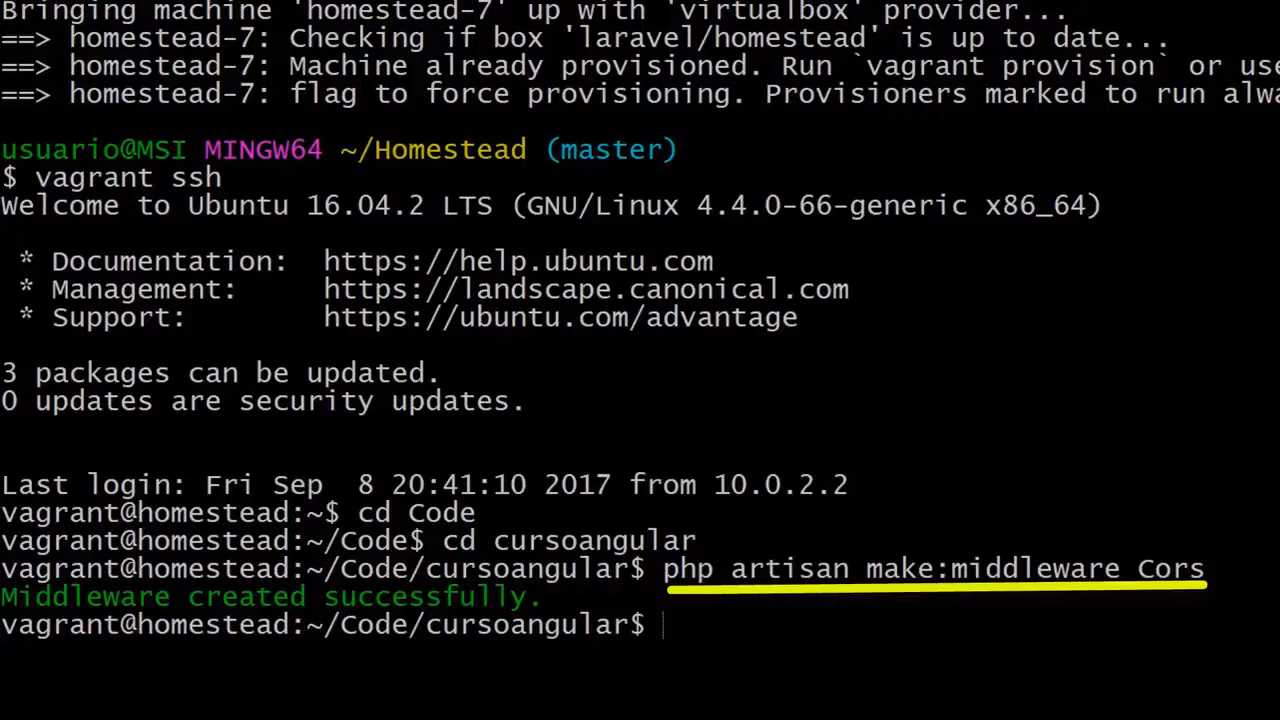 Bringing machine 'homestead-7' up with 'virtualbox' provider...
==> homestead-7: Checking if box 'laravel/homestead' is up to date...
==> homestead-7: Machine already provisioned. Run `vagrant provision` or use
==> homestead-7: flag to force provisioning. Provisioners marked to run alwa
usuario@MSI MINGW64 ~/Homestead (master)
$ vagrant ssh
Welcome to Ubuntu 16.04.2 LTS (GNU/Linux 4.4.0-66-generic x86_64)
* Documentation: https://help.ubuntu.com
* Management: https://landscape.canonical.com
* Support: https://ubuntu.com/advantage
3 packages can be updated.
0 updates are security updates.
Last login: Fri Sep 8 20:41:10 2017 from 10.0.2.2
vagrant@homestead:~$ cd Code
vagrant@homestead:~/Code$ cd cursoangular
vagrant@homestead:~/Code/cursoangular$ php artisan make:middleware Cors
Middleware created successfully.
vagrant@homestead:~/Code/cursoangular$